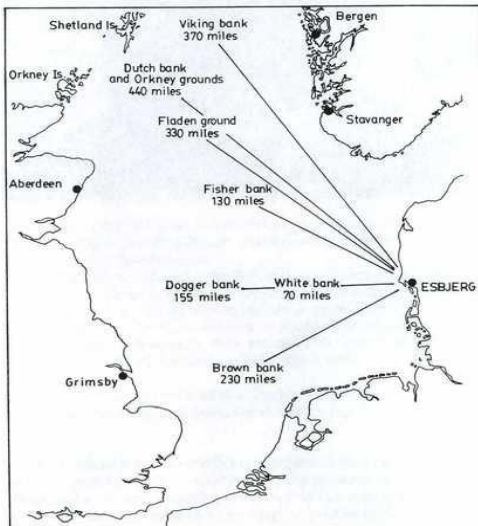 Viking bank
370 miles
Bergen
Shetland Is
Dutch bank
and Orkney grounds
440 miles
Orkney Is
Stavanger
Fladen ground
330 miles
Aberdeen
Fisher bank
130 miles
Dogger bank
155 miles
White bank
70 miles
ESBJERG
Brown bank
230 miles
Grimsby